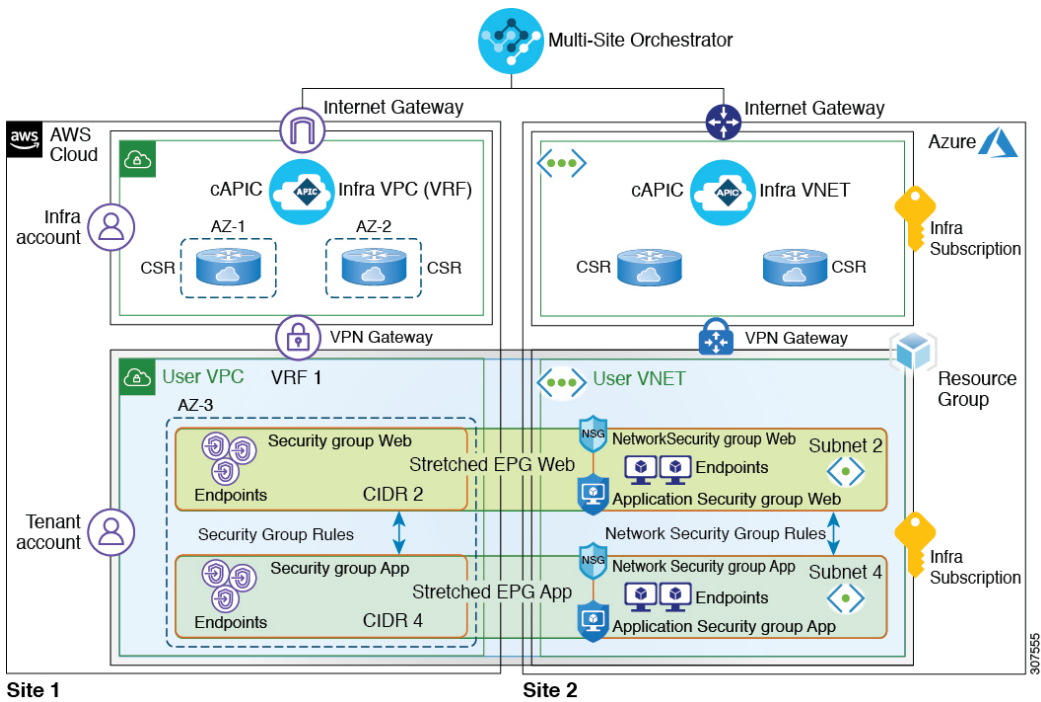 Multi-Site Orchestrator
Internet Gateway
Internet Gateway
aws
AWS
Cloud
Azure
cAPIC
APIC
Infra VPC (VRF)
cAPIC
APIC
Infra VNET
Infra
account
AZ-1
AZ-2
CSR
CSR
CSR
CSR
Infra
Subscription
VPN Gateway
VPN Gateway
User VPC
VRF 1
User VNET
Resource
Group
AZ-3
Security group Web
Endpoints
CIDR 2
Stretched EPG Web
NSG
NetworkSecurity group Web
Endpoints
Subnet 2
Application Security group Web
Tenant
account
Security Group Rules
Network Security Group Rules
Infra
Subscription
Security group App
Endpoints
CIDR 4
Stretched EPG App
NSG
Network Security group App
Endpoints
Subnet 4
Application Security group App
307555
Site 1
Site 2